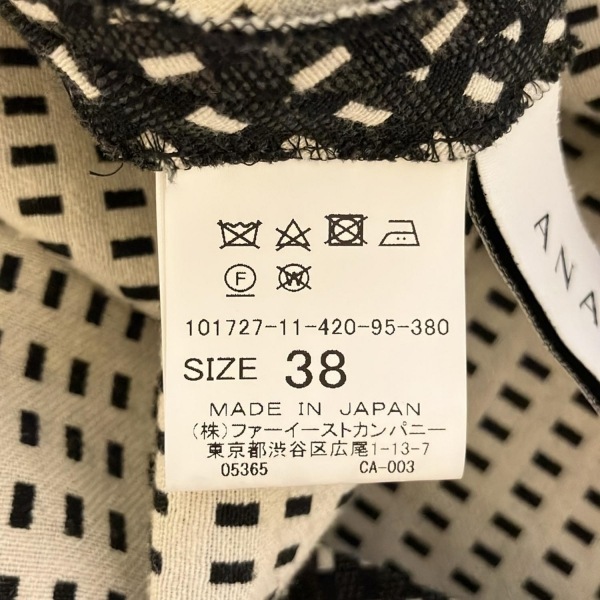 F
W
101727-11-420-95-380
SIZE 38
MADE IN JAPAN
(株)ファーイーストカンパニー
東京都渋谷区広尾1-13-7
05365 CA-003
ANA